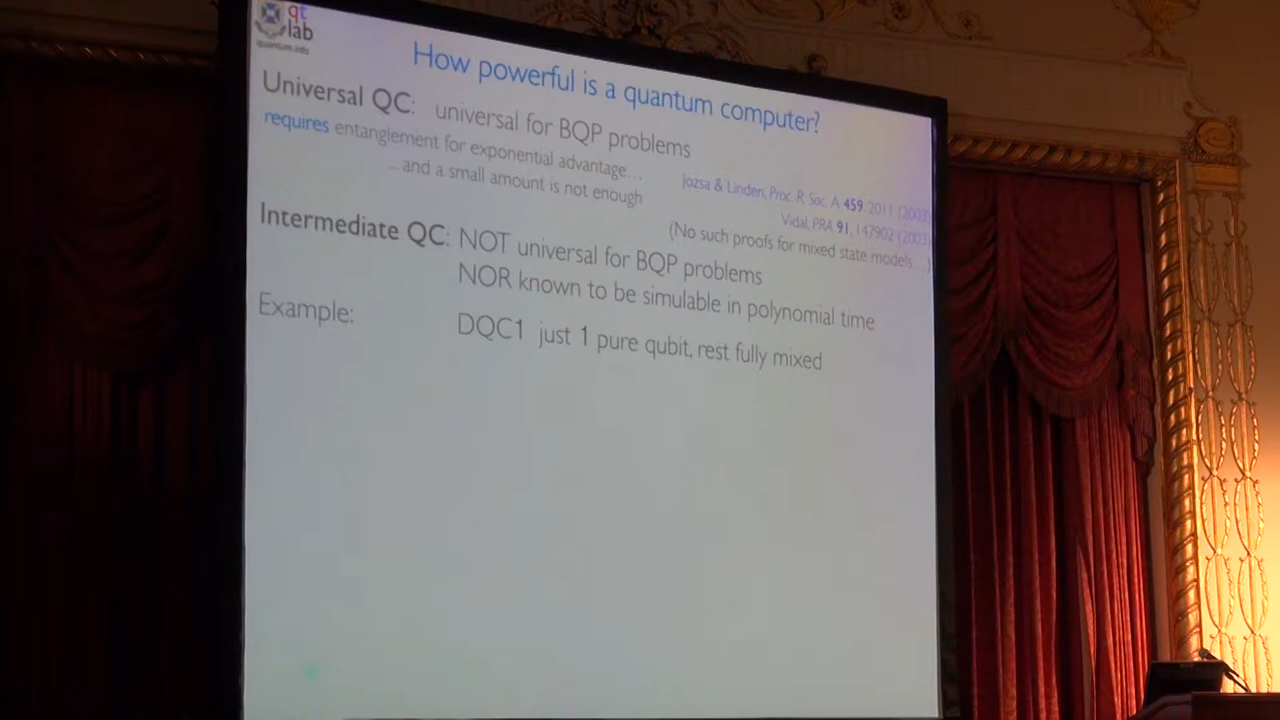 qt
lab
quantum.info
How powerful is a quantum computer?
Universal QC: universal for BQP problems
requires entanglement for exponential advantage...
...and a small amount is not enough
Jozsa & Linden, Proc. R. Soc. A 459, 2011 (2003)
Vidal, PRA 91, 147902 (2003)
(No such proofs for mixed state models...)
Intermediate QC: NOT universal for BQP problems
NOR known to be simulable in polynomial time
Example: DQC1 just 1 pure qubit, rest fully mixed